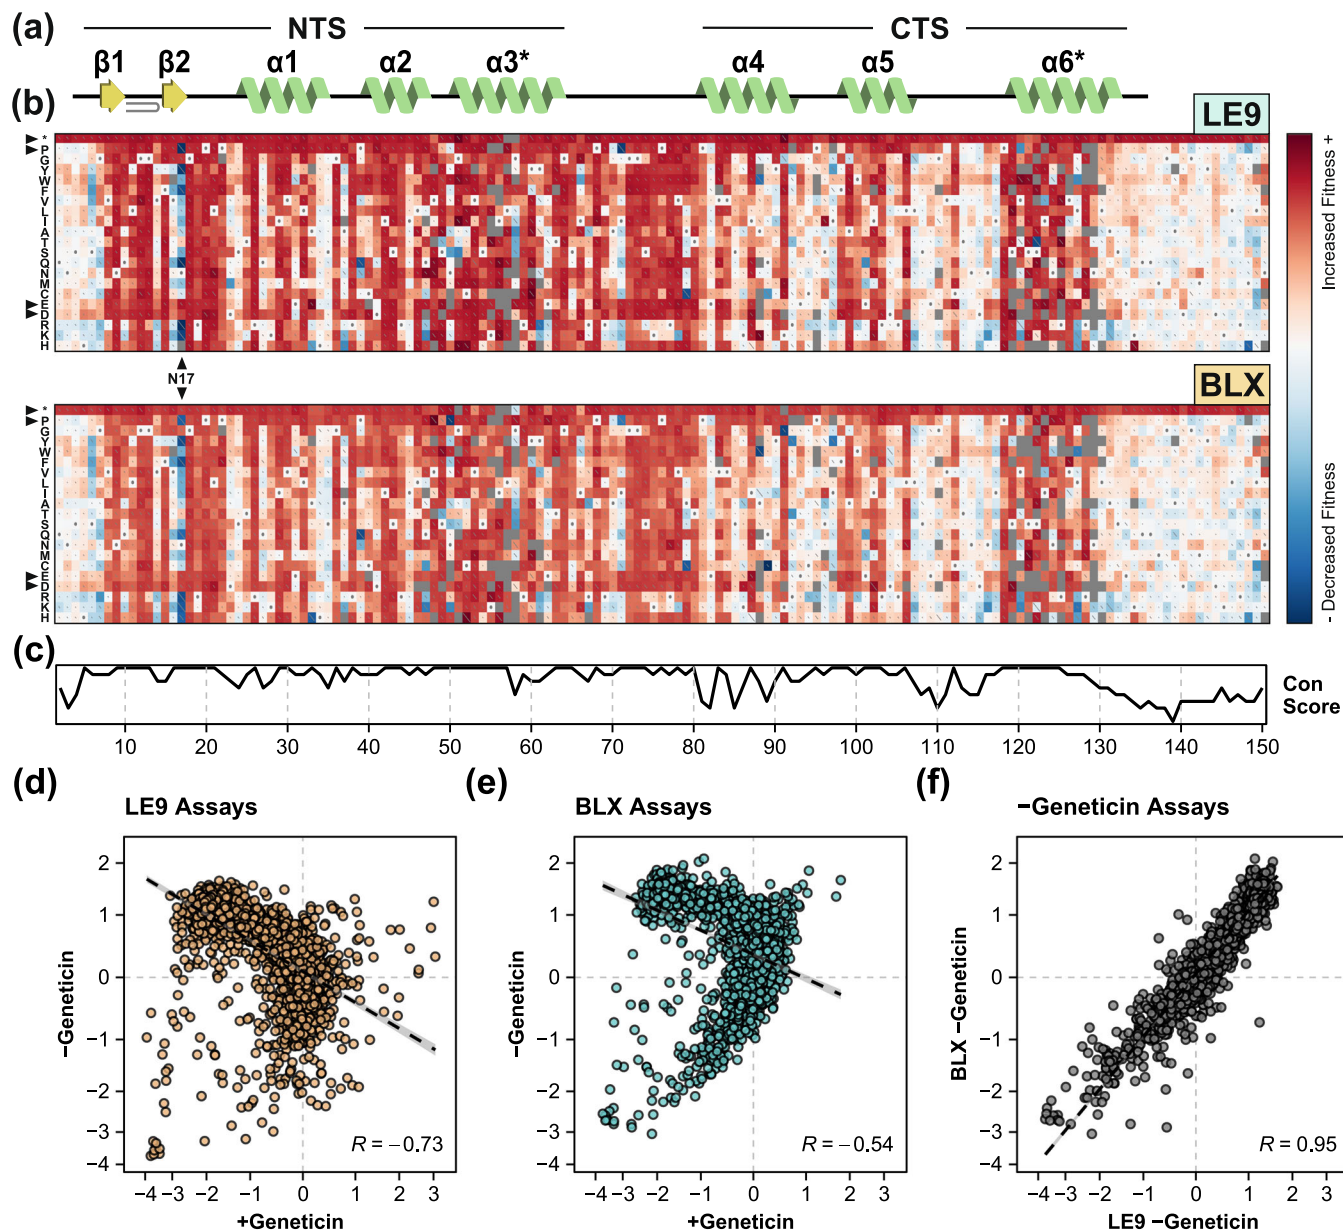 (a)
NTS
CTS
β1
β2
α1
α2
α3*
α4
α5
α6*
(b)
LE9
*
P
G
Y
W
F
V
L
I
A
T
S
Q
N
M
C
E
D
R
K
H
Increased Fitness +
- Decreased Fitness
N17
BLX
*
P
G
Y
W
F
V
L
I
A
T
S
Q
N
M
C
E
D
R
K
H
(c)
Con
Score
10 20 30 40 50 60 70 80 90 100 110 120 130 140 150
(d)
LE9 Assays
−Geneticin
2
1
0
−1
−2
−3
−4
R = −0.73
−4 −3 −2 −1 0 1 2 3
+Geneticin
(e)
BLX Assays
−Geneticin
2
1
0
−1
−2
−3
−4
R = −0.54
−4 −3 −2 −1 0 1 2 3
+Geneticin
(f)
−Geneticin Assays
BLX −Geneticin
2
1
0
−1
−2
−3
−4
R = 0.95
−4 −3 −2 −1 0 1 2 3
LE9 −Geneticin